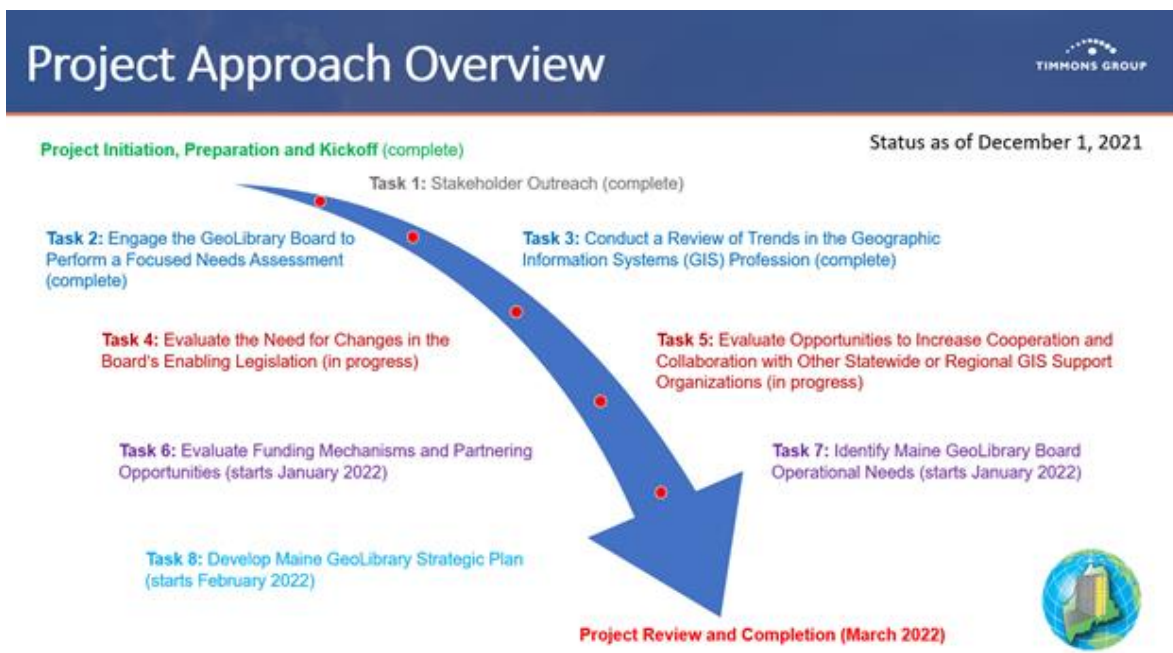 Project Approach Overview
TIMMONS GROUP
Status as of December 1, 2021
Project Initiation, Preparation and Kickoff (complete)
Task 1: Stakeholder Outreach (complete)
Task 2: Engage the GeoLibrary Board to
Perform a Focused Needs Assessment
(complete)
Task 3: Conduct a Review of Trends in the Geographic
Information Systems (GIS) Profession (complete)
Task 4: Evaluate the Need for Changes in the
Board's Enabling Legislation (in progress)
Task 5: Evaluate Opportunities to Increase Cooperation and
Collaboration with Other Statewide or Regional GIS Support
Organizations (in progress)
Task 6: Evaluate Funding Mechanisms and Partnering
Opportunities (starts January 2022)
Task 7: Identify Maine GeoLibrary Board
Operational Needs (starts January 2022)
Task 8: Develop Maine GeoLibrary Strategic Plan
(starts February 2022)
Project Review and Completion (March 2022)